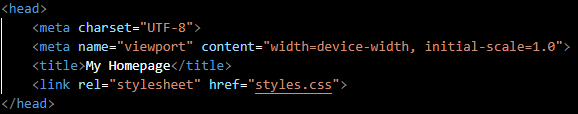 <head>
<meta charset="UTF-8">
<meta name="viewport" content="width=device-width, initial-scale=1.0">
<title>My Homepage</title>
<link rel="stylesheet" href="styles.css">
</head>